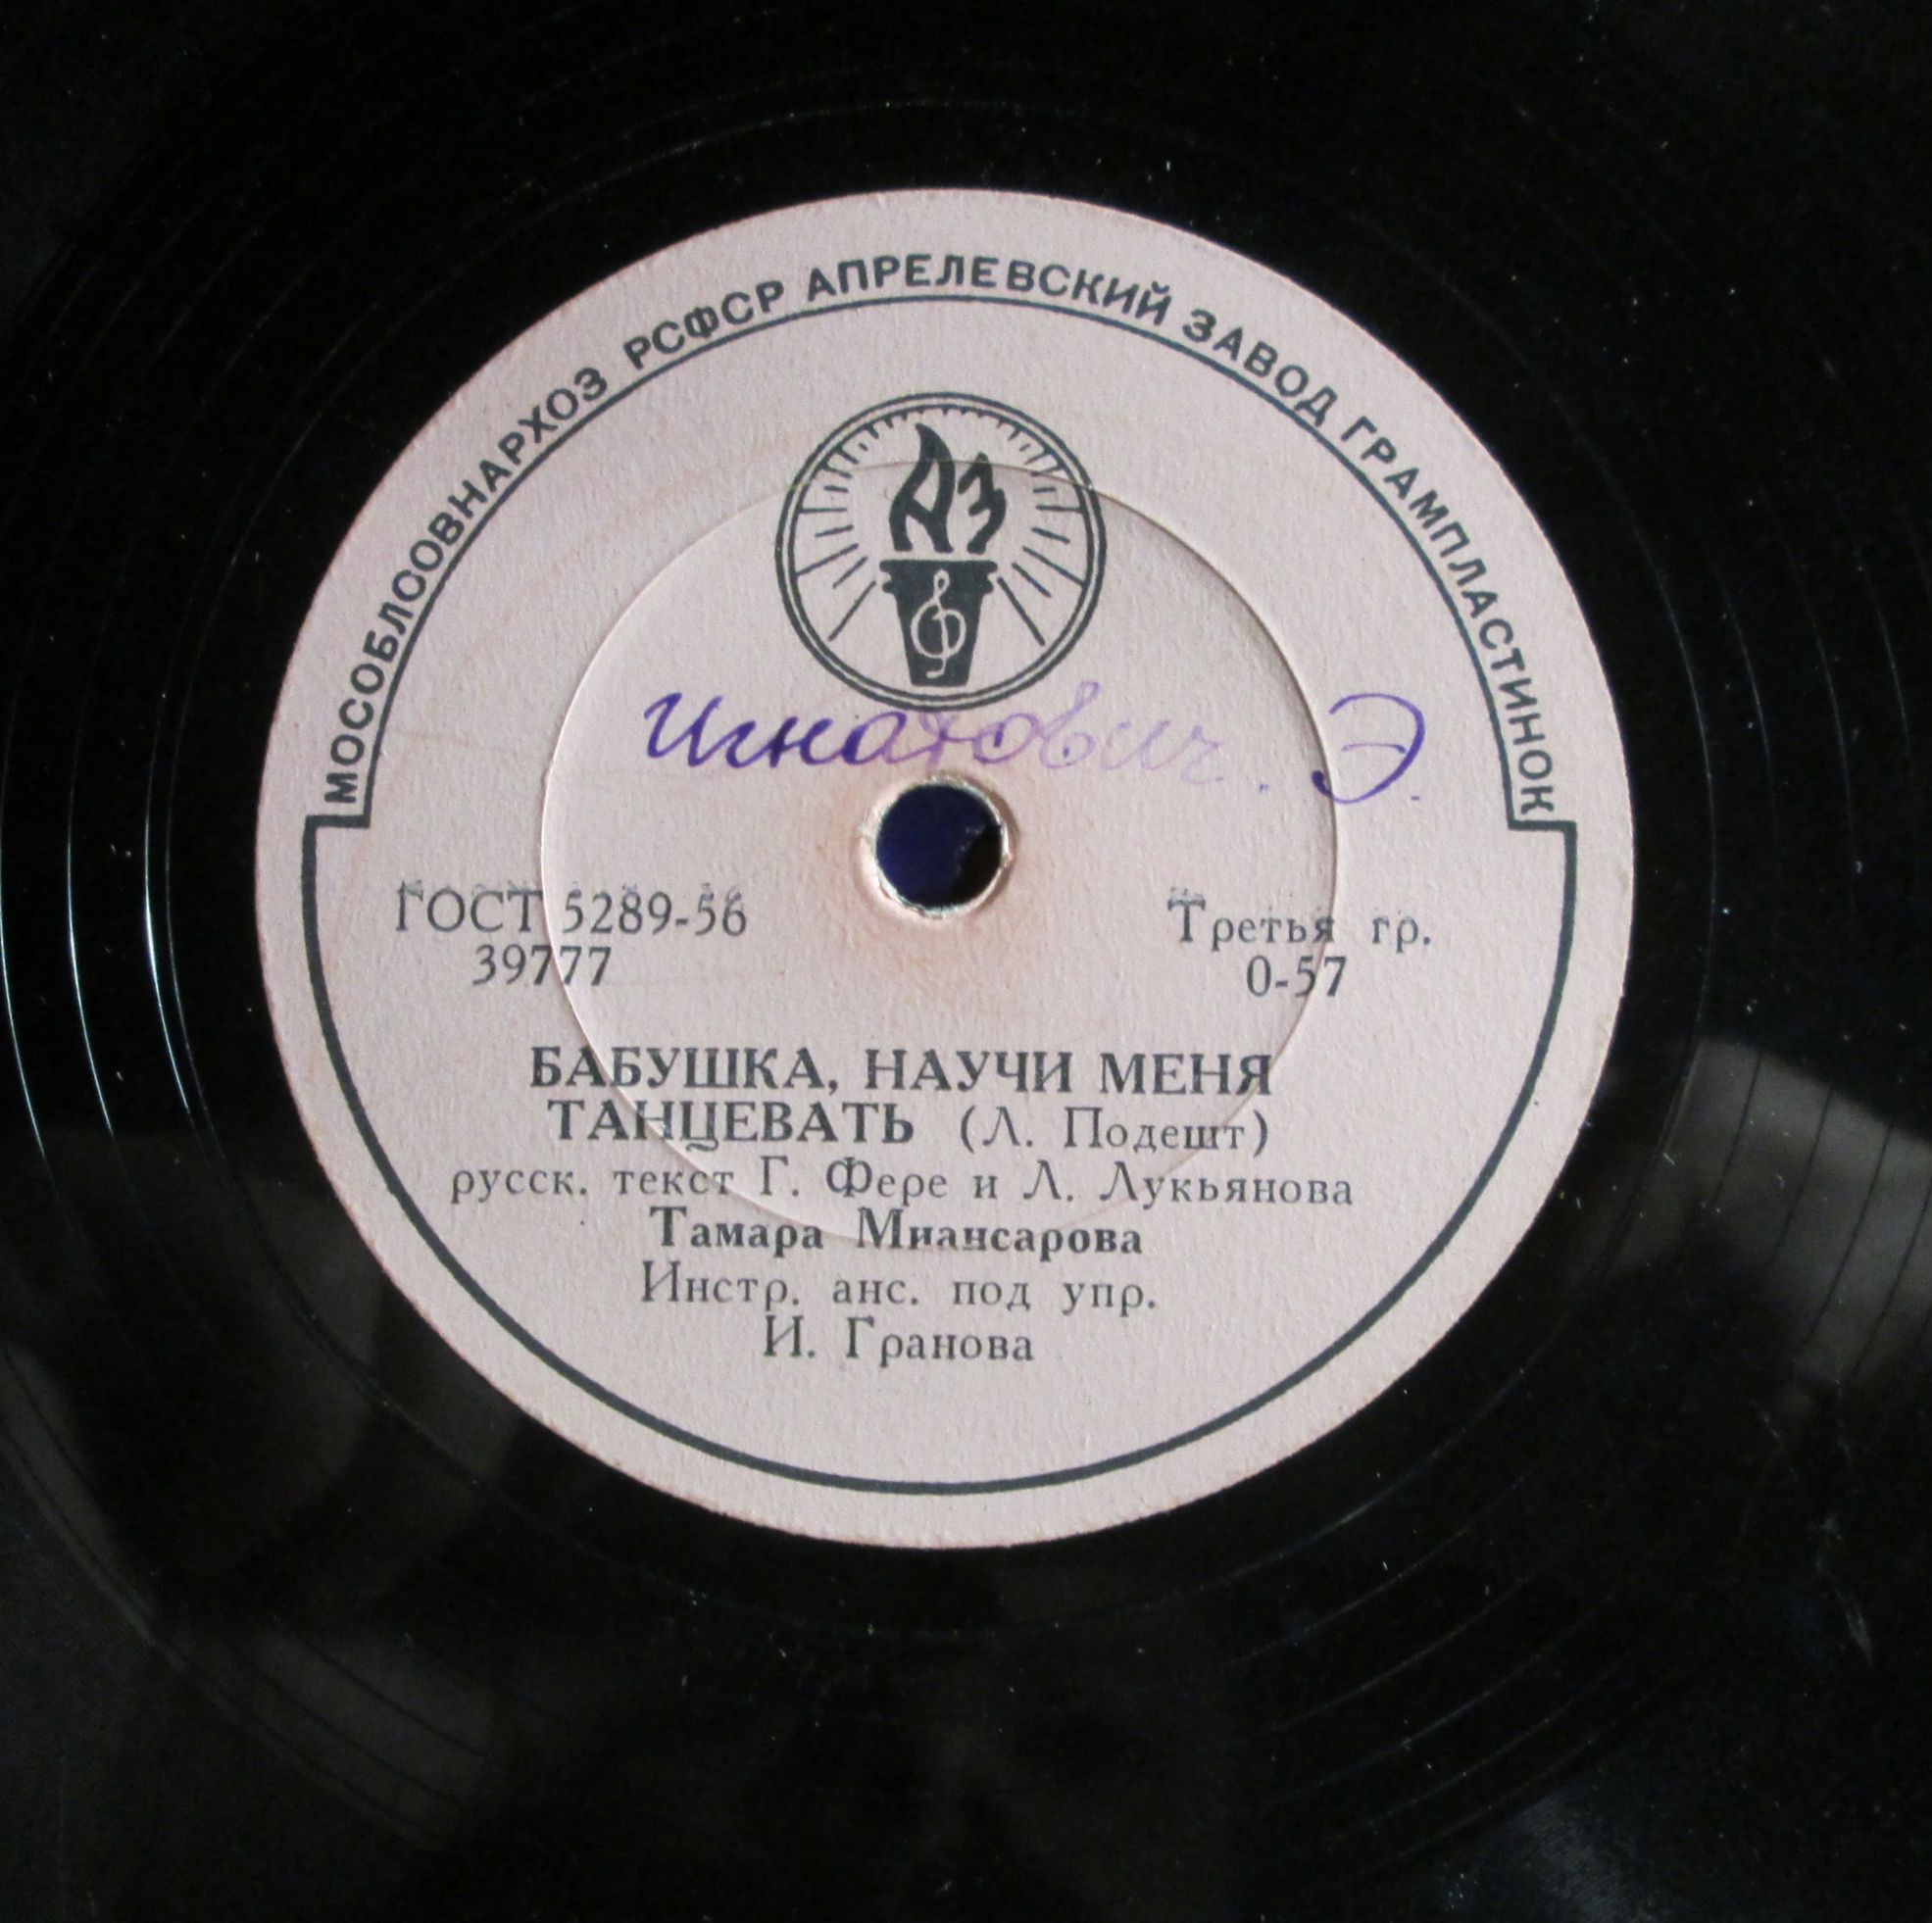 МОСОБЛСОВНАРХОЗ РСФСР АПРЕЛЕВСКИЙ ЗАВОД ГРАМПЛАСТИНОК
АЗ
Игнатович. Э.
ГОСТ 5289-56
39777
Третья гр.
0-57
БАБУШКА, НАУЧИ МЕНЯ
ТАНЦЕВАТЬ (Л. Подешт)
русск. текст Г. Фере и Л. Лукьянова
Тамара Миансарова
Инстр. анс. под упр.
И. Гранова